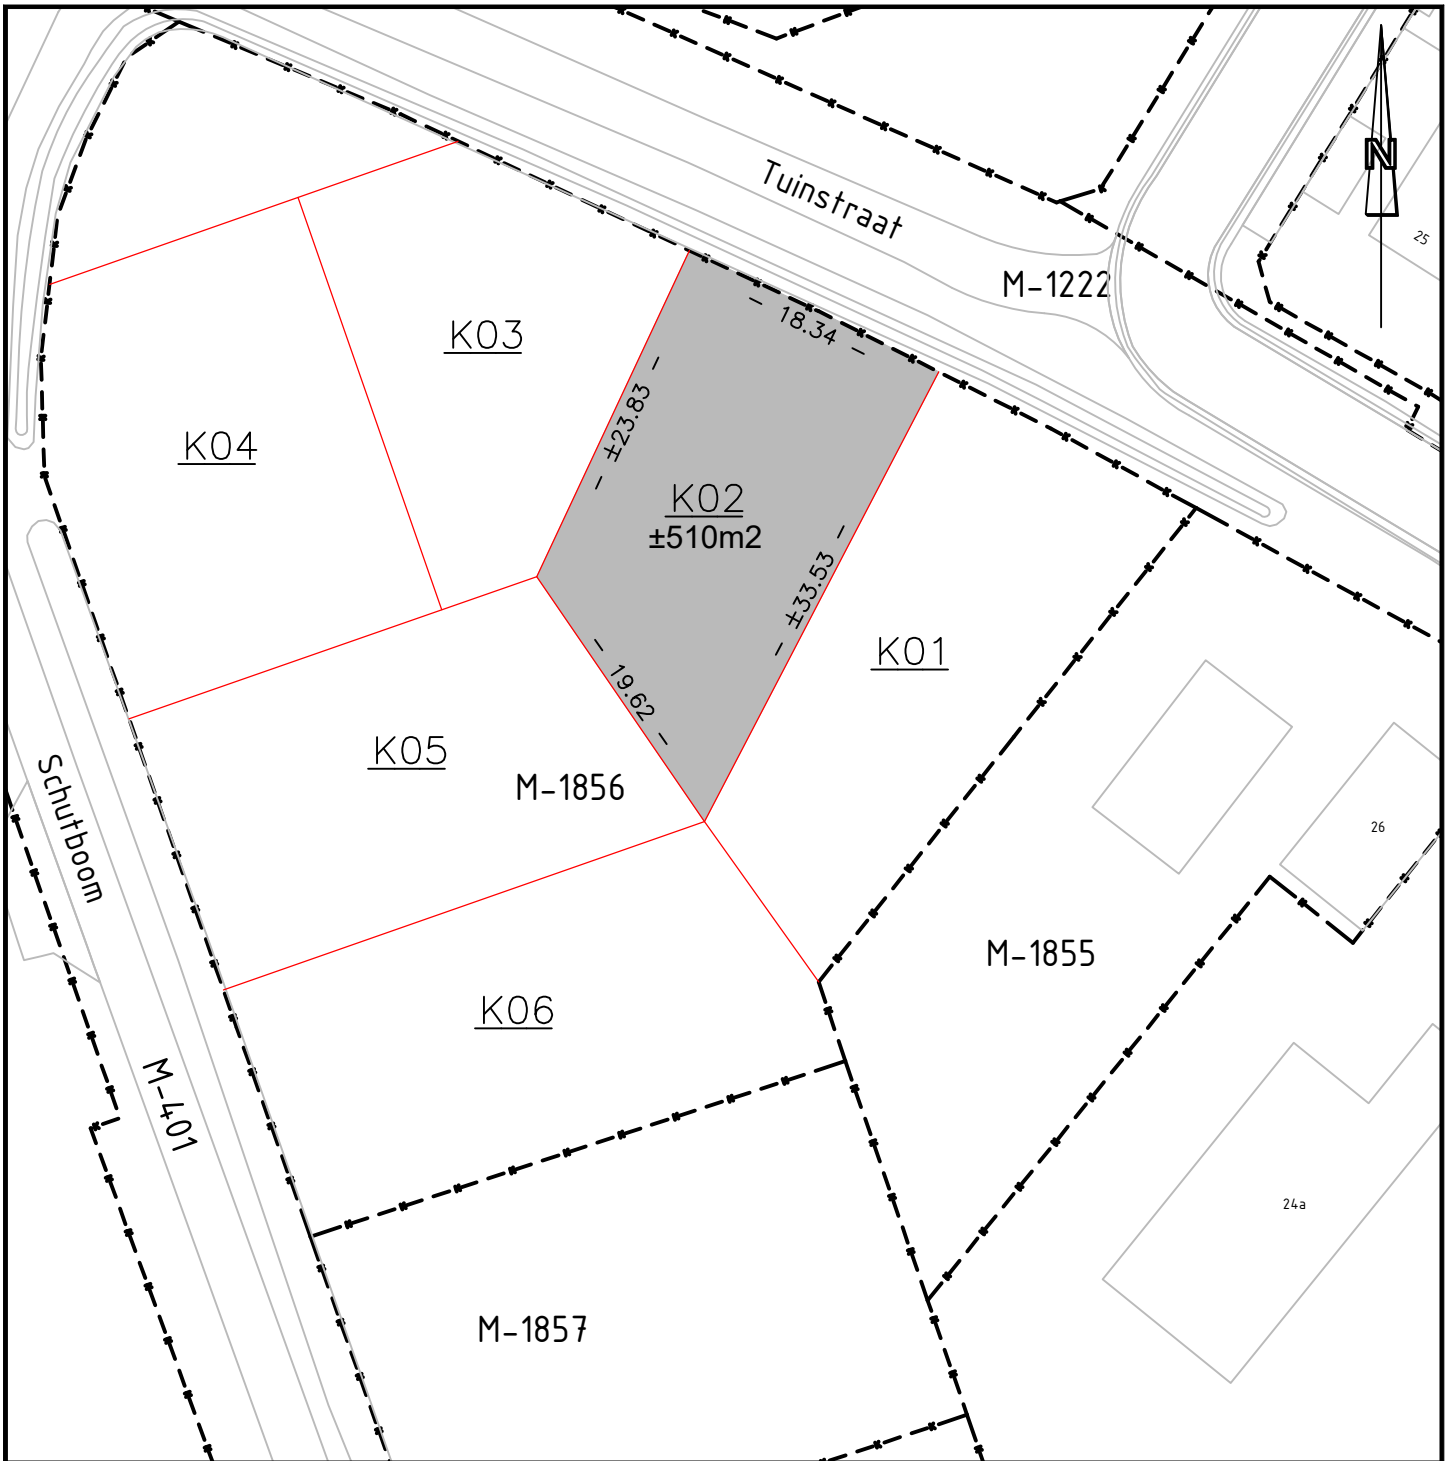 N
Tuinstraat
25
M-1222
18.34
K03
±23.83
K04
K02
±510m2
±33.53
K01
19.62
K05
M-1856
Schutboom
26
M-1855
K06
M-401
24a
M-1857